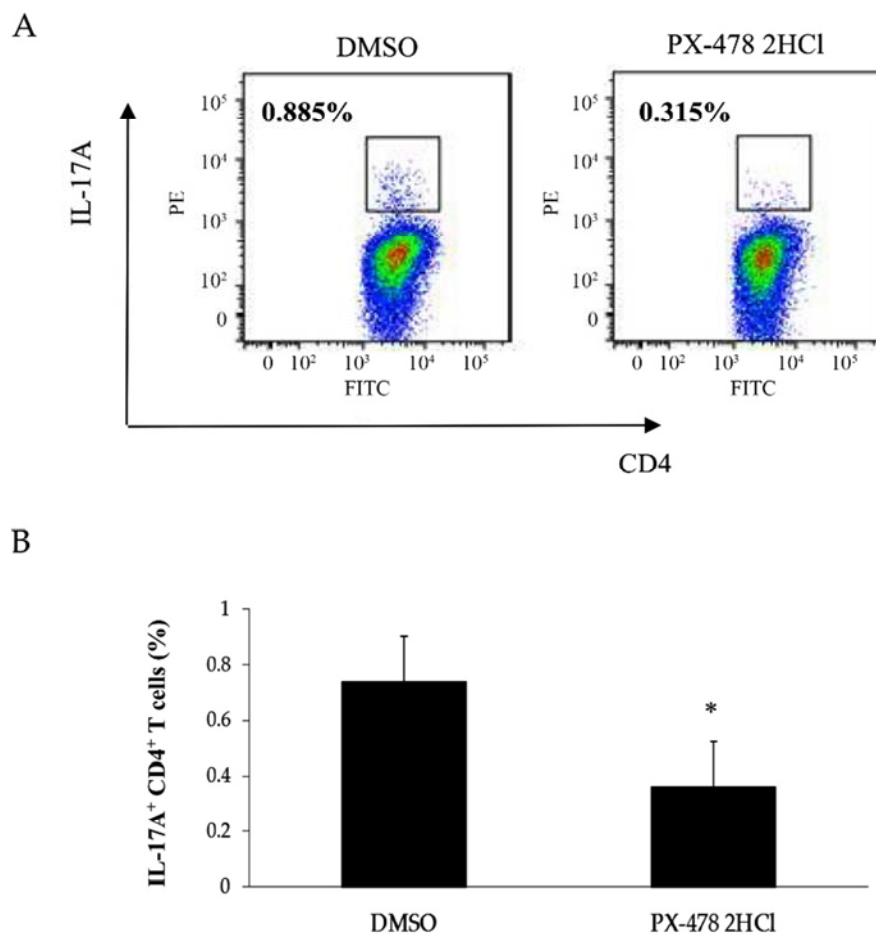 A
DMSO
PX-478 2HCl
0.885%
0.315%
IL-17A
PE
10⁵
10⁴
10³
10²
0
0 10² 10³ 10⁴ 10⁵
FITC
PE
10⁵
10⁴
10³
10²
0
0 10² 10³ 10⁴ 10⁵
FITC
CD4
B
IL-17A⁺ CD4⁺ T cells (%)
1
0.8
0.6
0.4
0.2
0
*
DMSO
PX-478 2HCl